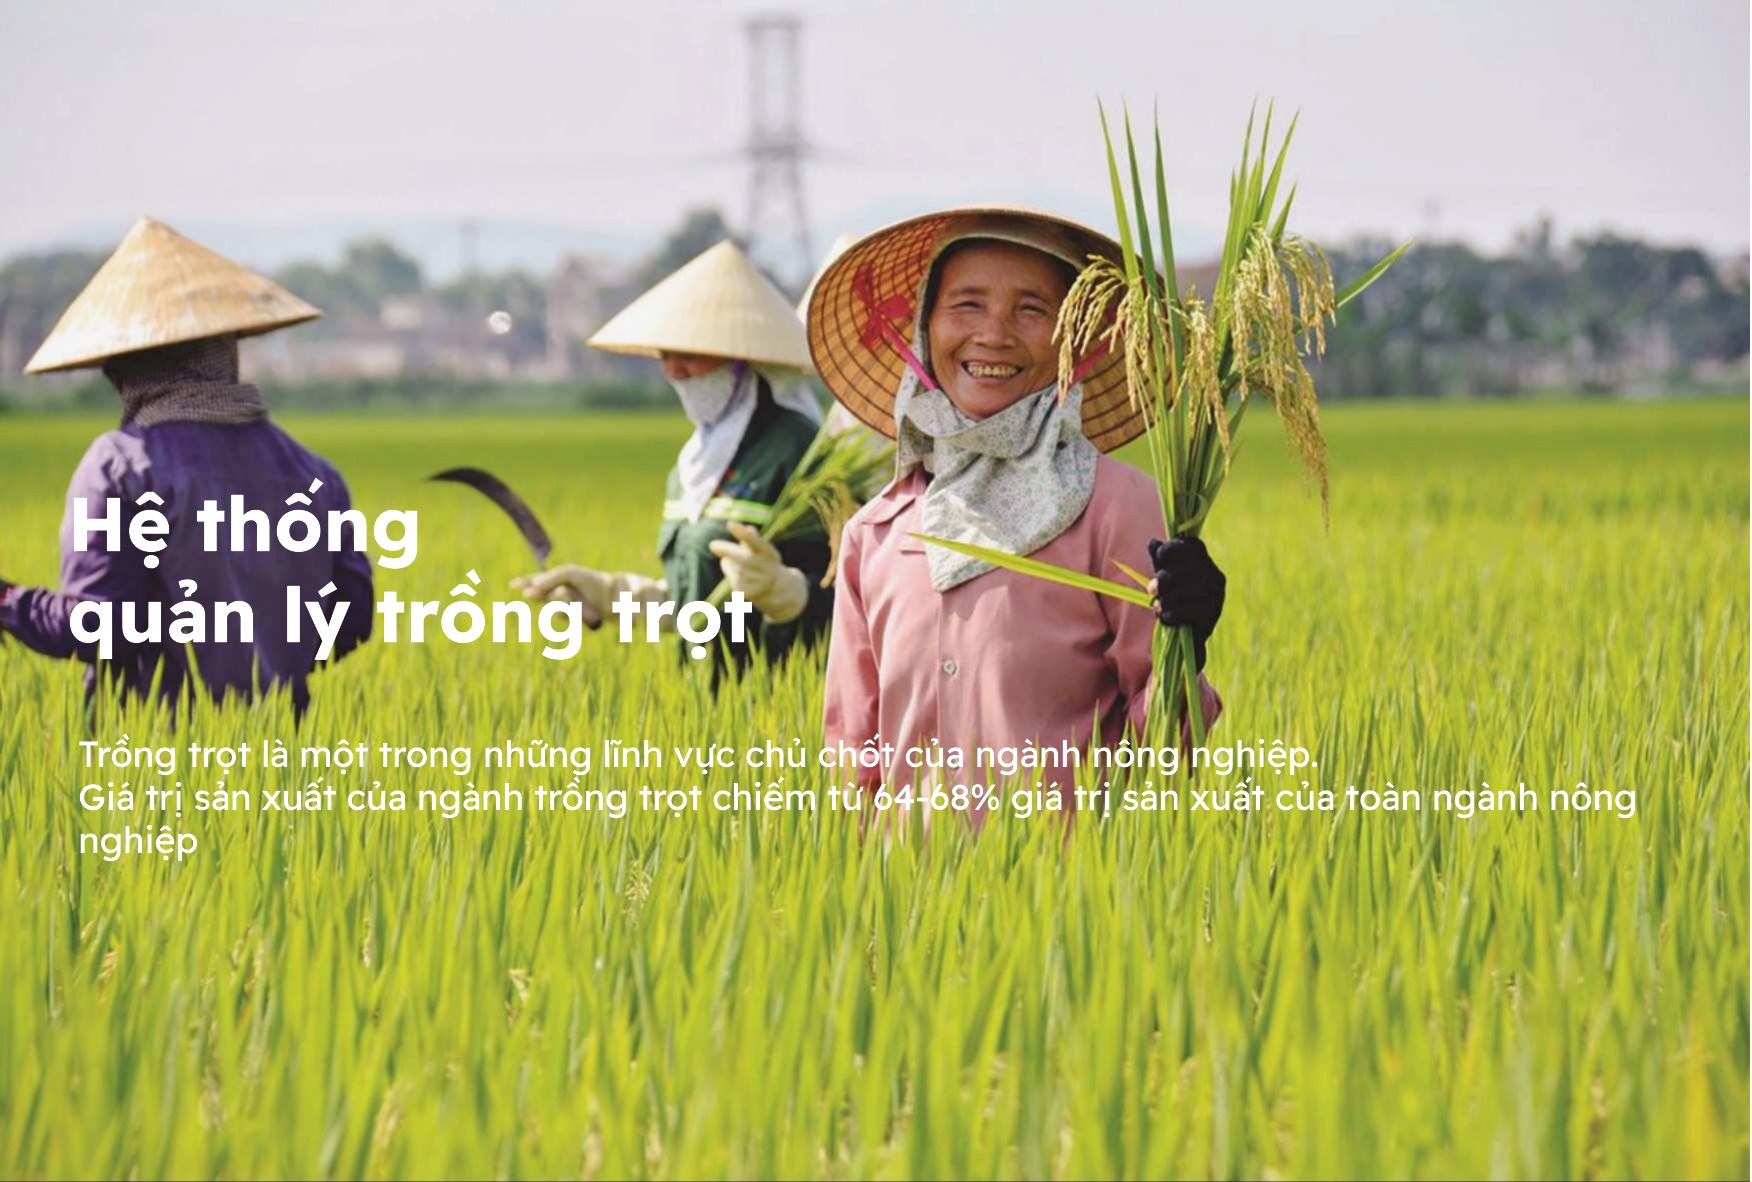 Hệ thống
quản lý trồng trọt
Trồng trọt là một trong những lĩnh vực chủ chốt của ngành nông nghiệp.
Giá trị sản xuất của ngành trồng trọt chiếm từ 64-68% giá trị sản xuất của toàn ngành nông
nghiệp